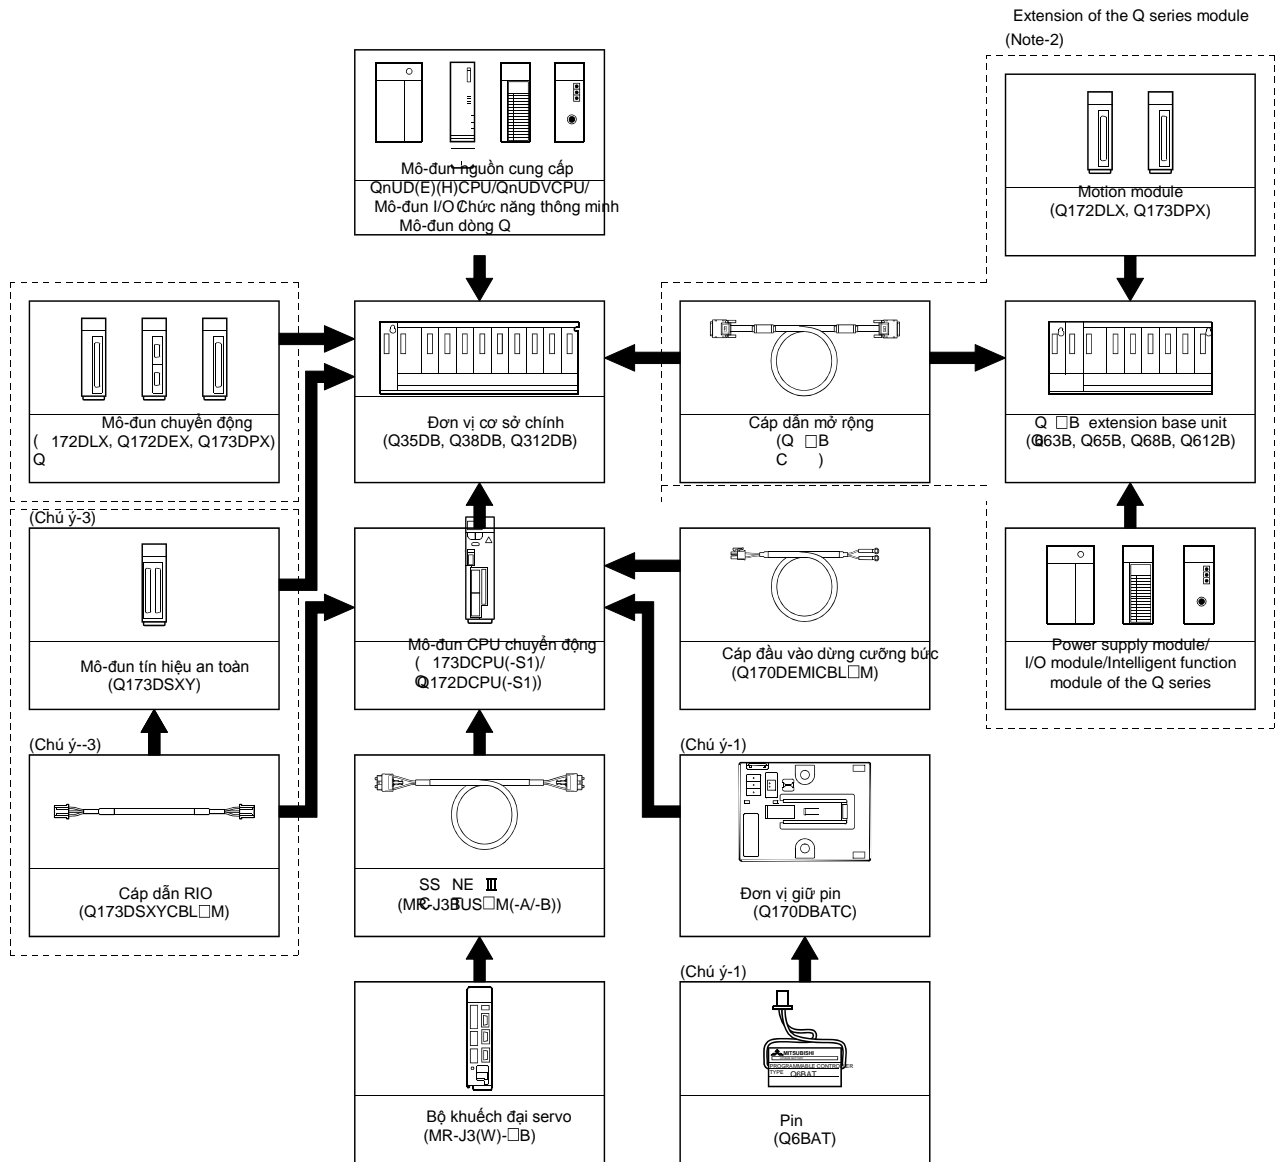 Extension of the Q series module
(Note-2)
Mô-đun nguồn cung cấp
QnUD(E)(H)CPU/QnUDVCPU/
Mô-đun I/O Chức năng thông minh
Mô-đun dòng Q
Motion module
(Q172DLX, Q173DPX)
Mô-đun chuyển động
( 172DLX, Q172DEX, Q173DPX)
Q
Đơn vị cơ sở chính
(Q35DB, Q38DB, Q312DB)
Cáp dẫn mở rộng
(Q □B
C )
Q □B extension base unit
Q65B, Q68B, Q612B)
(Chú ý-3)
Mô-đun tín hiệu an toàn
(Q173DSXY)
Mô-đun CPU chuyển động
( 173DCPU(-S1)/
Q172DCPU(-S1))
Cáp đầu vào dừng cưỡng bức
(Q170DEMICBL□M)
Power supply module/
I/O module/Intelligent function
module of the Q series
(Chú ý--3)
Cáp dẫn RIO
(Q173DSXYCBL□M)
SS NE III
(MR-J3BUS□M(-A/-B))
(Chú ý-1)
Đơn vị giữ pin
(Q170DBATC)
Bộ khuếch đại servo
(MR-J3(W)-□B)
(Chú ý-1)
MITSUBISHI
PROGRAMMABLE CONTROLLER
TYPE Q6BAT
Pin
(Q6BAT)